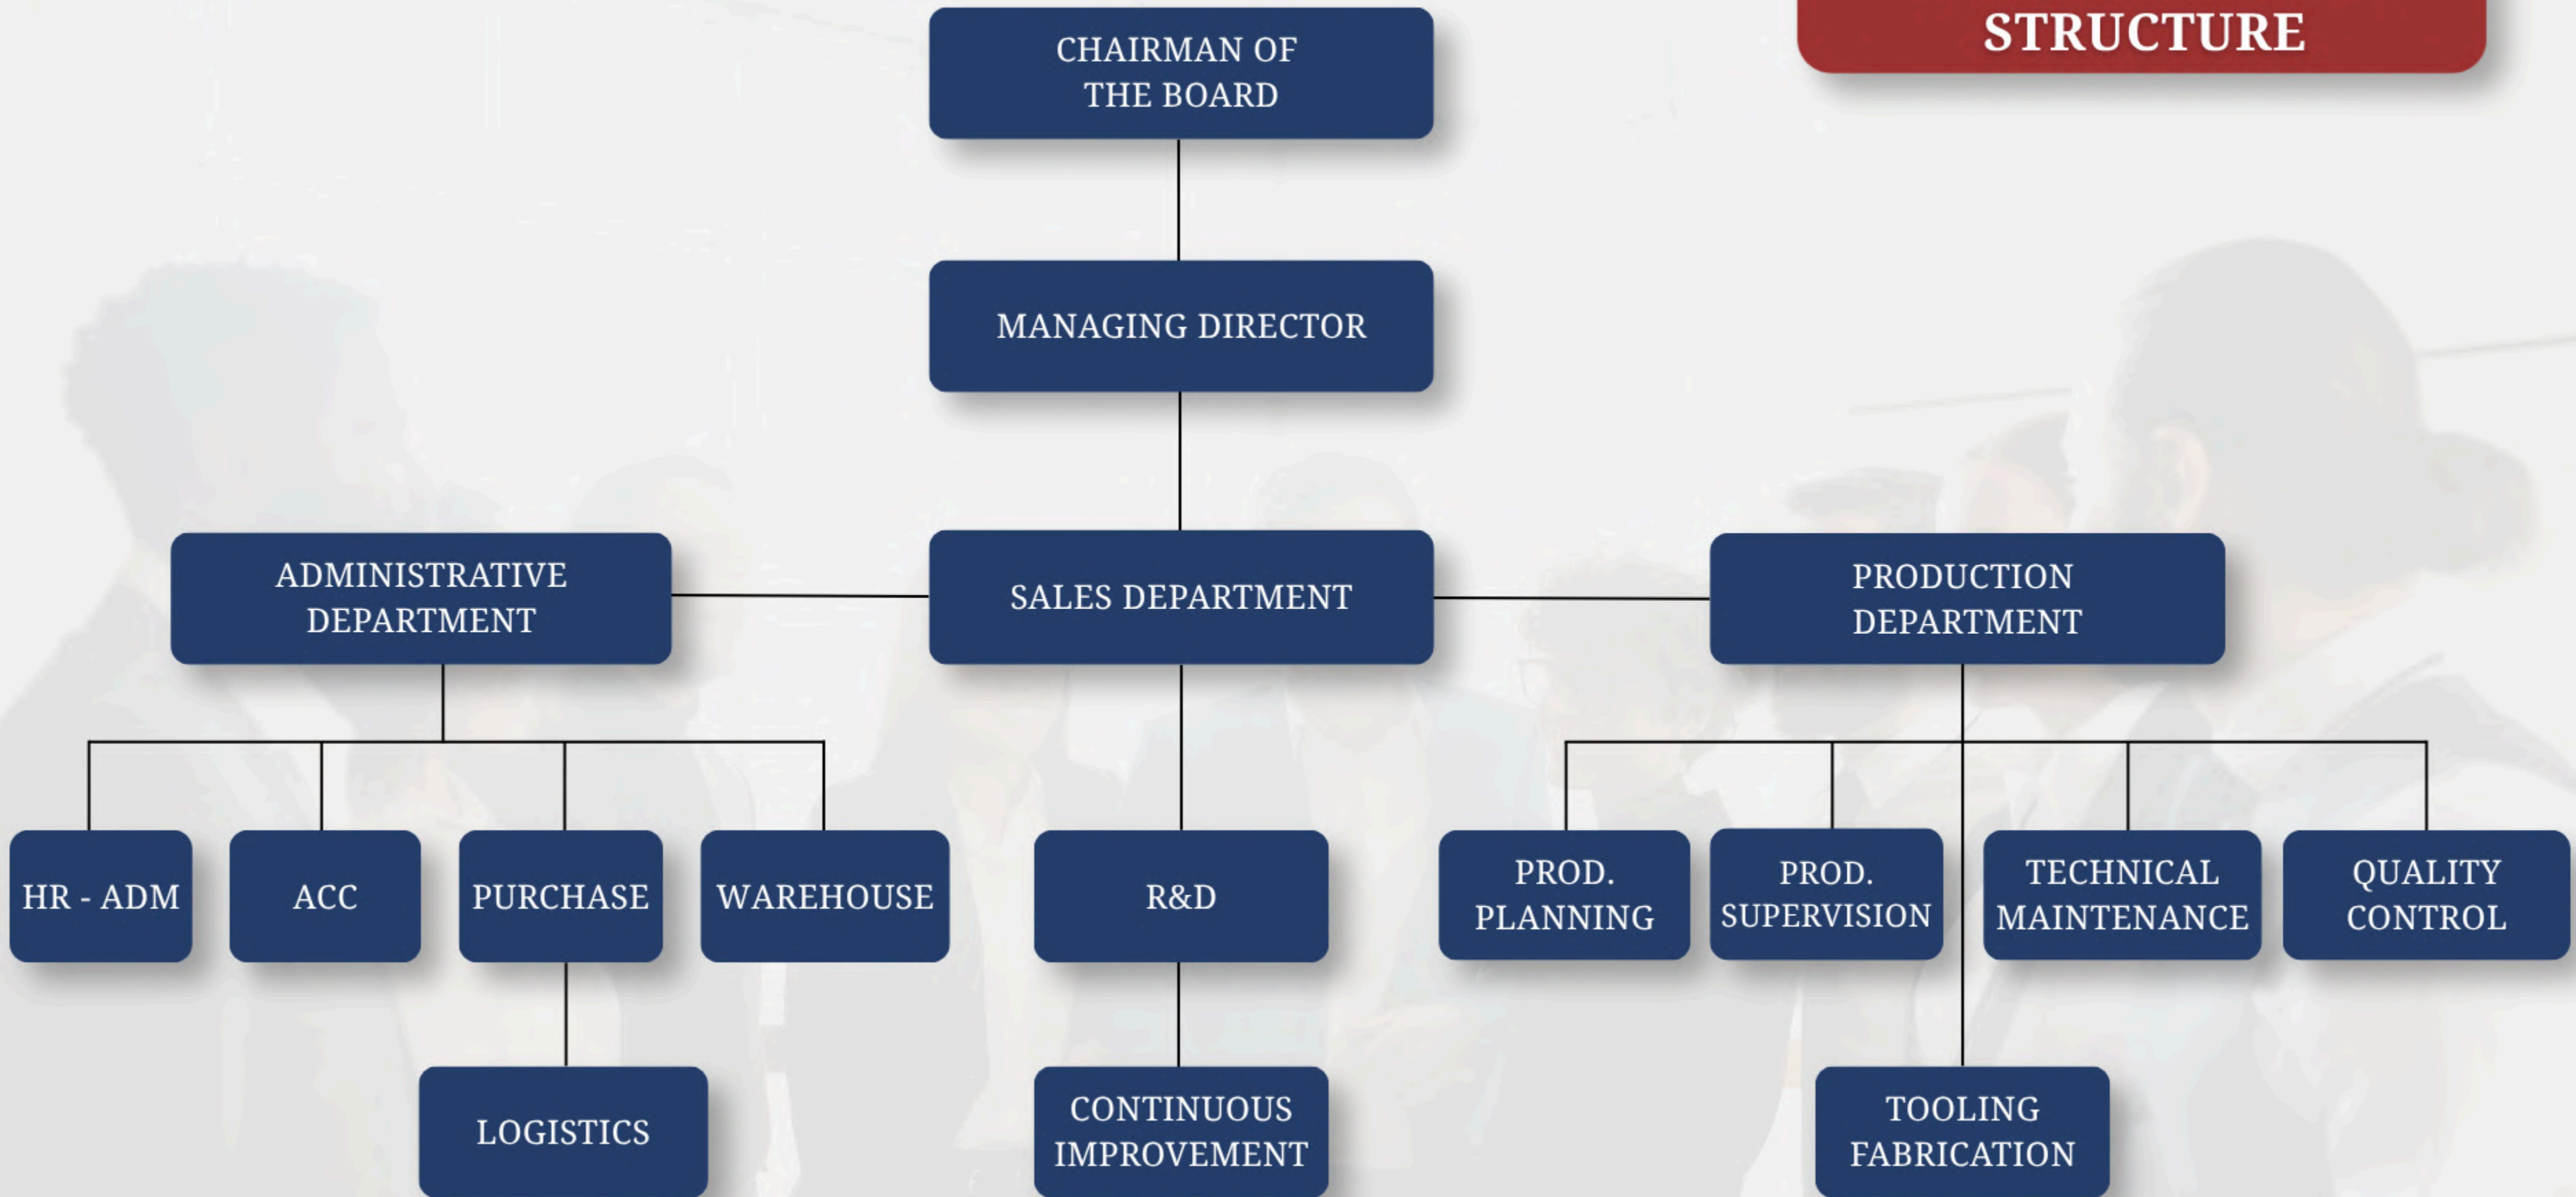 STRUCTURE
CHAIRMAN OF
THE BOARD
MANAGING DIRECTOR
ADMINISTRATIVE
DEPARTMENT
SALES DEPARTMENT
PRODUCTION
DEPARTMENT
HR - ADM
ACC
PURCHASE
WAREHOUSE
R&D
PROD.
PLANNING
PROD.
SUPERVISION
TECHNICAL
MAINTENANCE
QUALITY
CONTROL
LOGISTICS
CONTINUOUS
IMPROVEMENT
TOOLING
FABRICATION